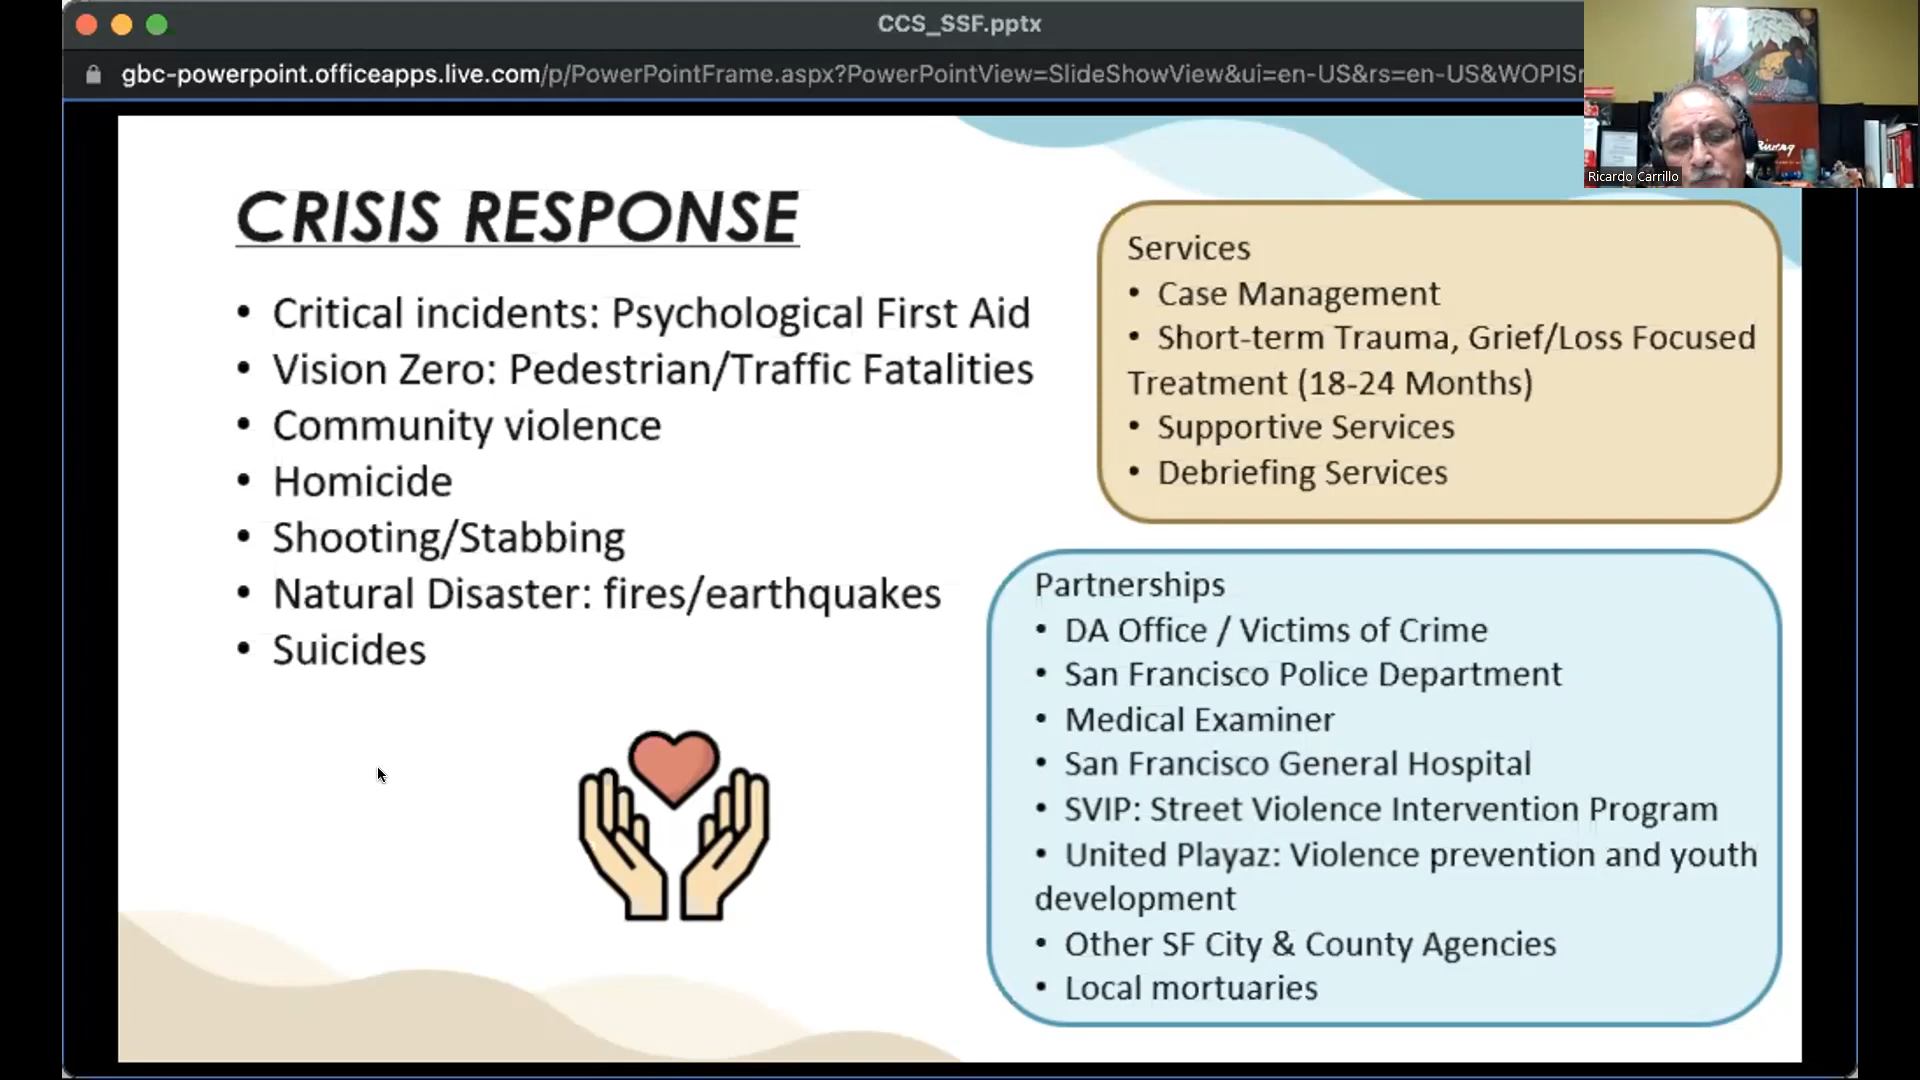 CCS_SSF.pptx
gbc-powerpoint.officeapps.live.com/p/PowerPointFrame.aspx?PowerPointView=SlideShowView&ui=en-US&rs=en-US&WOPISr
Ricardo Carrillo
CRISIS RESPONSE
• Critical incidents: Psychological First Aid
• Vision Zero: Pedestrian/Traffic Fatalities
• Community violence
• Homicide
• Shooting/Stabbing
• Natural Disaster: fires/earthquakes
• Suicides
Services
• Case Management
• Short-term Trauma, Grief/Loss Focused
Treatment (18-24 Months)
• Supportive Services
• Debriefing Services
Partnerships
• DA Office / Victims of Crime
• San Francisco Police Department
• Medical Examiner
• San Francisco General Hospital
• SVIP: Street Violence Intervention Program
• United Playaz: Violence prevention and youth
development
• Other SF City & County Agencies
• Local mortuaries